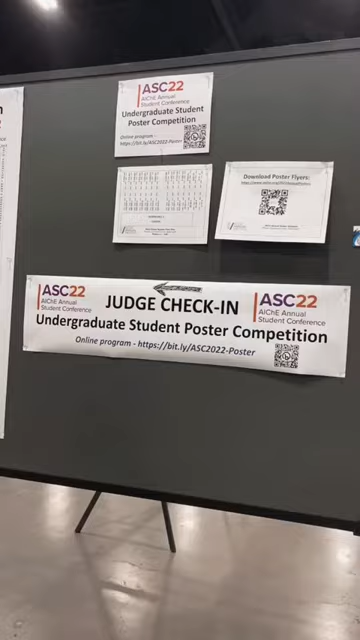 ASC22
AIChE Annual
Student Conference
Undergraduate Student
Poster Competition
Online program -
https://bit.ly/ASC2022-Poster
Download Poster Flyers:
ASC22
AIChE Annual
Student Conference
JUDGE CHECK-IN
ASC22
AIChE Annual
Student Conference
Undergraduate Student Poster Competition
Online program - https://bit.ly/ASC2022-Poster